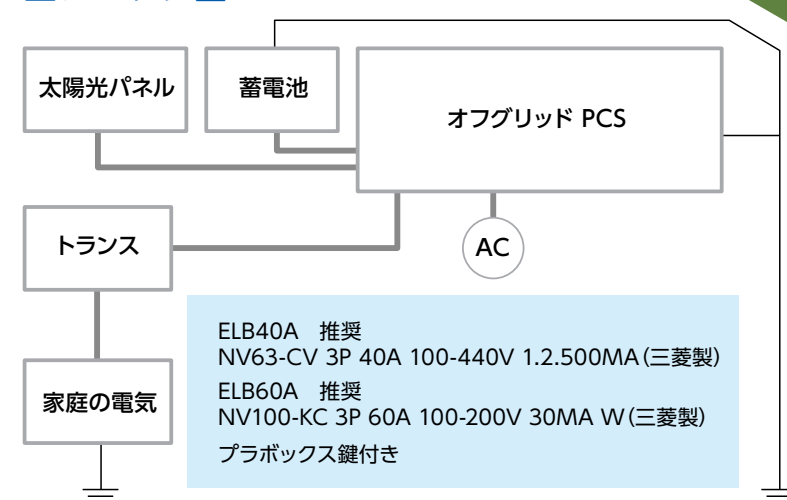 太陽光パネル
蓄電池
オフグリッド PCS
トランス
AC
ELB40A 推奨
NV63-CV 3P 40A 100-440V 1.2.500MA(三菱製)
ELB60A 推奨
NV100-KC 3P 60A 100-200V 30MA W(三菱製)
プラボックス鍵付き
家庭の電気